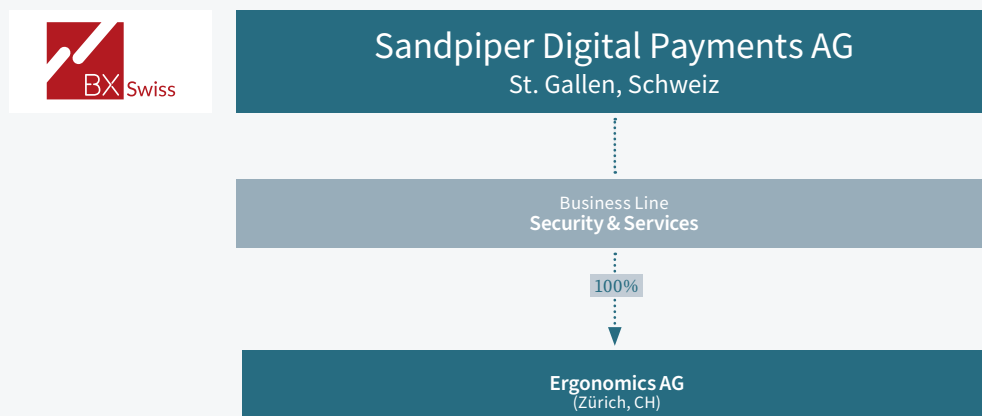 BX Swiss
Sandpiper Digital Payments AG
St. Gallen, Schweiz
Business Line
Security & Services
100%
Ergonomics AG
(Zürich, CH)